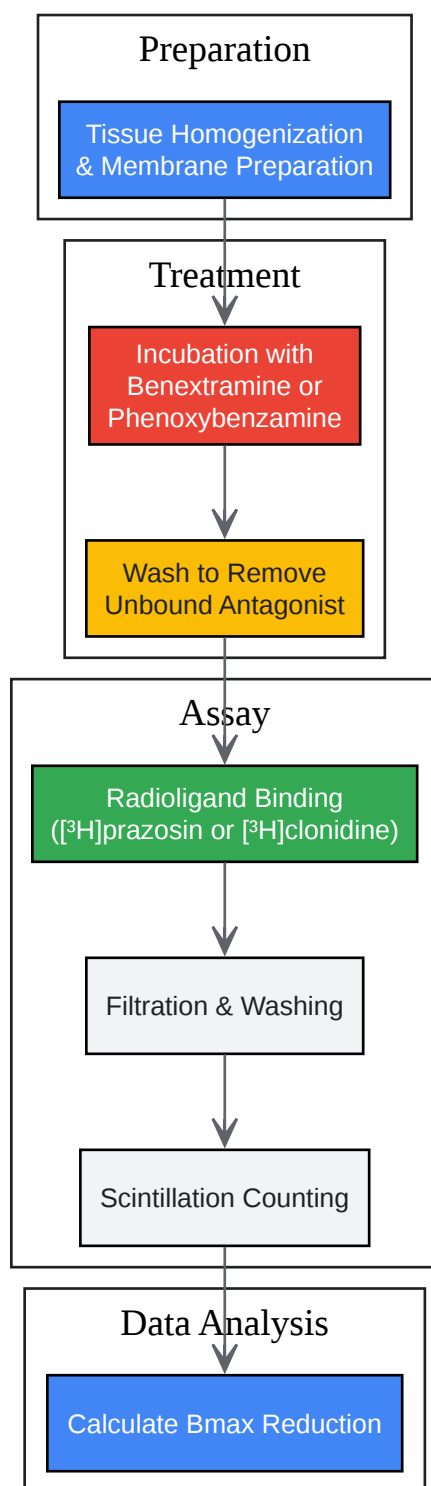 Preparation
Tissue Homogenization
& Membrane Preparation
Treatment
Incubation with
Benextramine or
Phenoxybenzamine
Wash to Remove
Unbound Antagonist
Assay
Radioligand Binding
([³H]prazosin or [³H]clonidine)
Filtration & Washing
Scintillation Counting
Data Analysis
Calculate Bmax Reduction